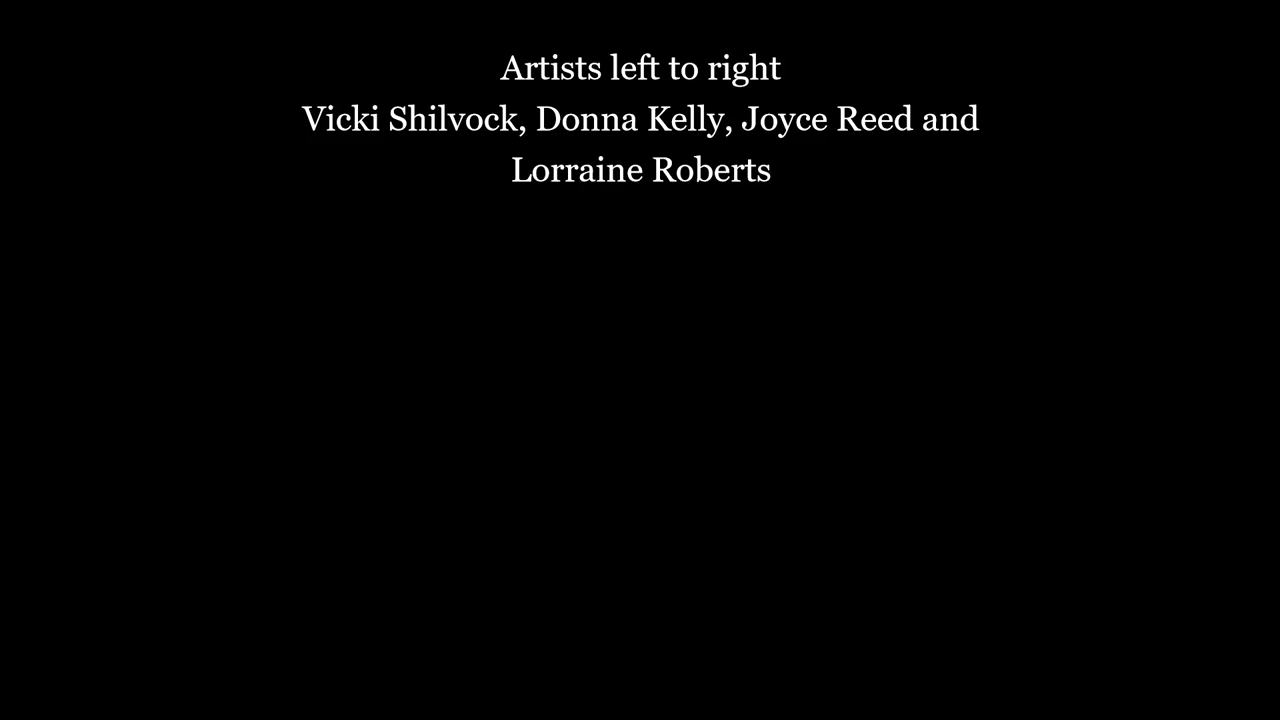 Artists left to right
Vicki Shilvock, Donna Kelly, Joyce Reed and
Lorraine Roberts